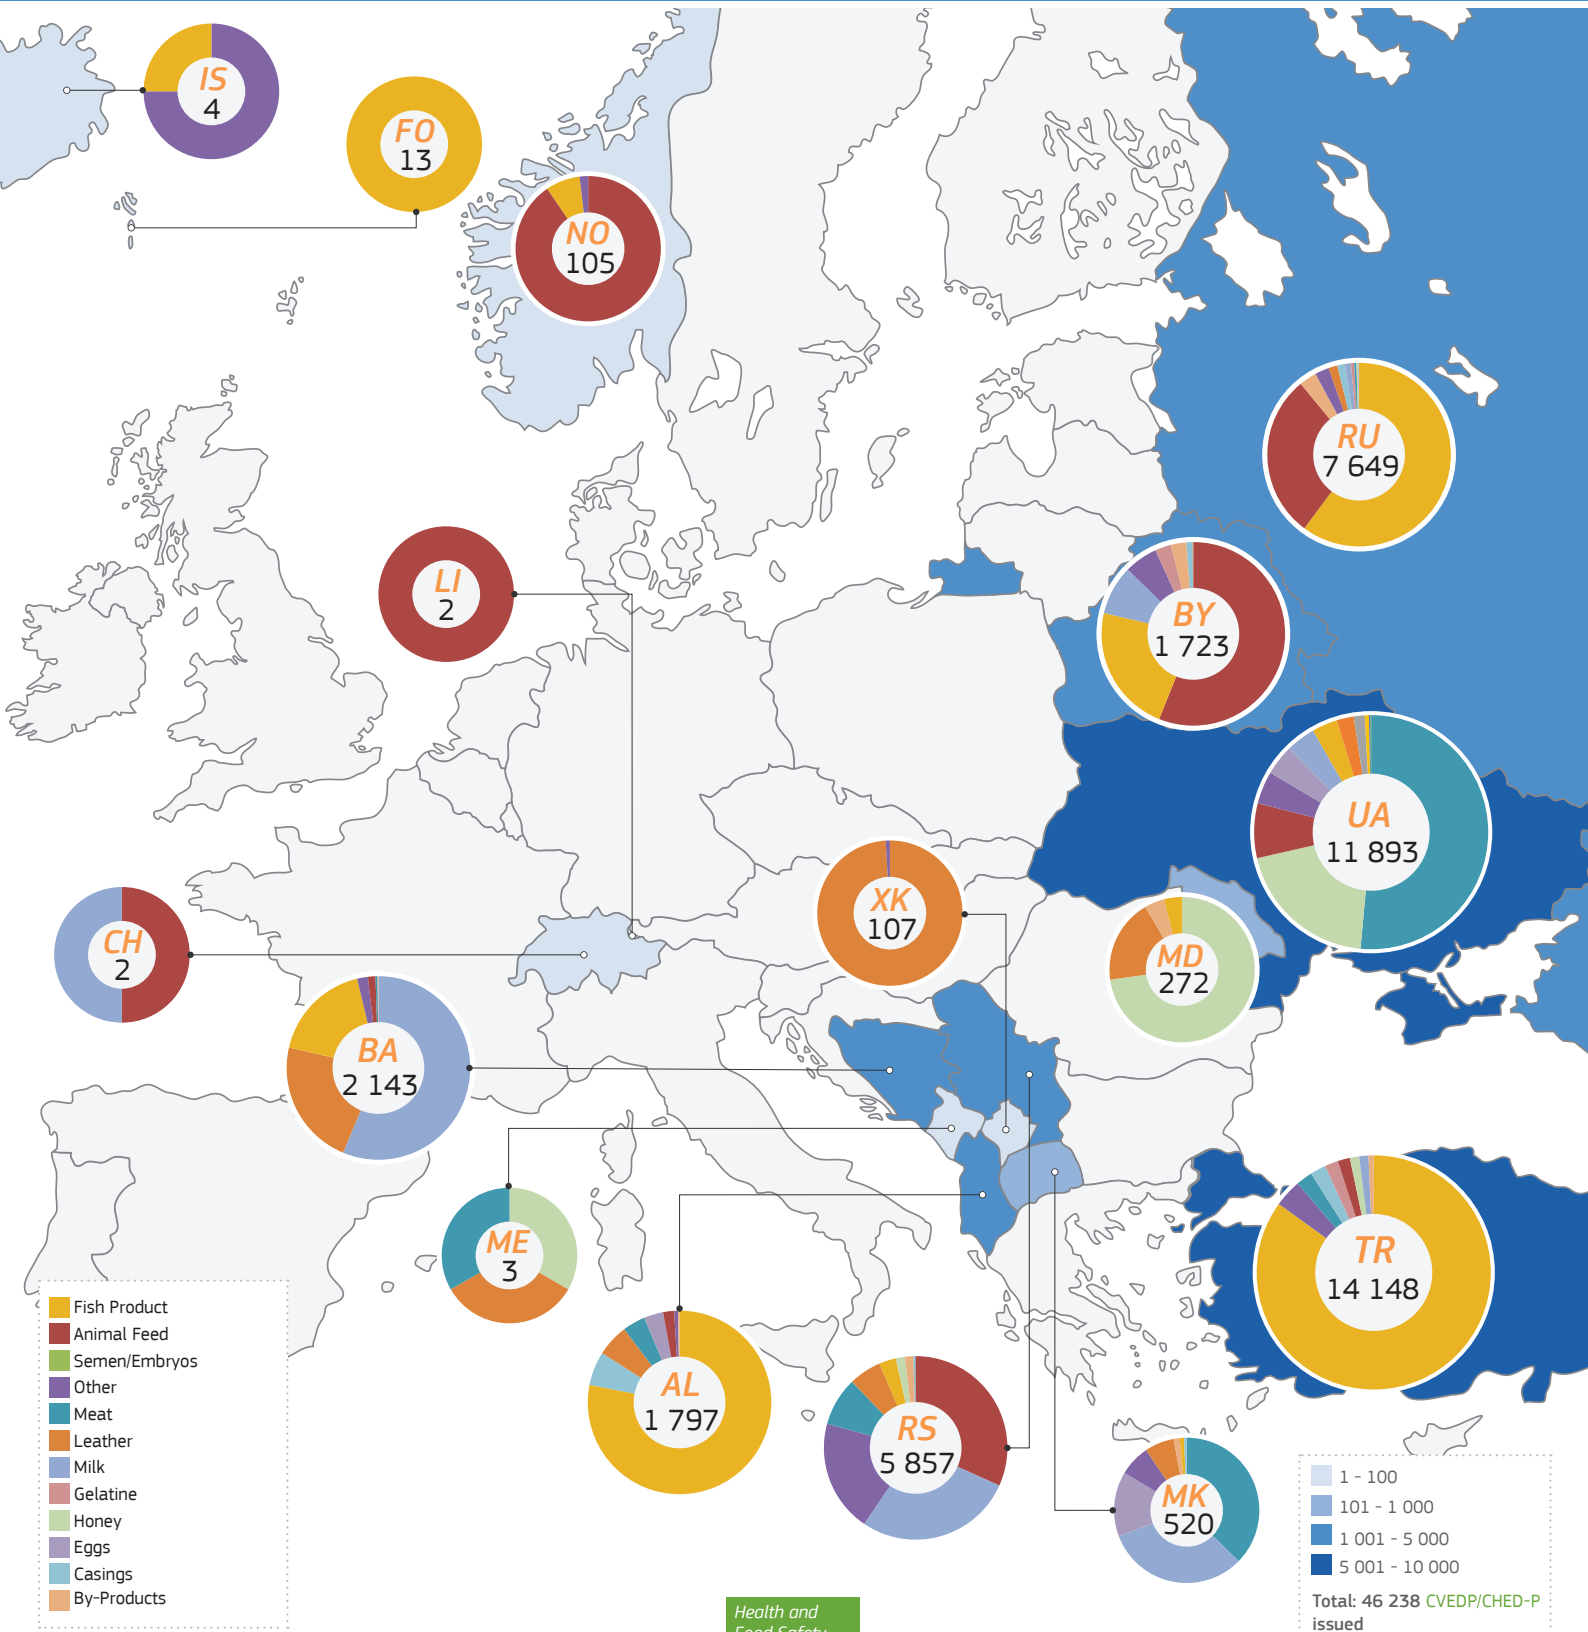 IS
4
FO
13
NO
105
RU
7 649
LI
2
BY
1 723
UA
11 893
XK
107
CH
2
MD
272
BA
2 143
ME
3
TR
14 148
AL
1 797
RS
5 857
MK
520
Fish Product
Animal Feed
Semen/Embryos
Other
Meat
Leather
Milk
Gelatine
Honey
Eggs
Casings
By-Products
1 - 100
101 - 1 000
1 001 - 5 000
5 001 - 10 000
Total: 46 238 CVEDP/CHED-P
issued
Health and
Food Safety